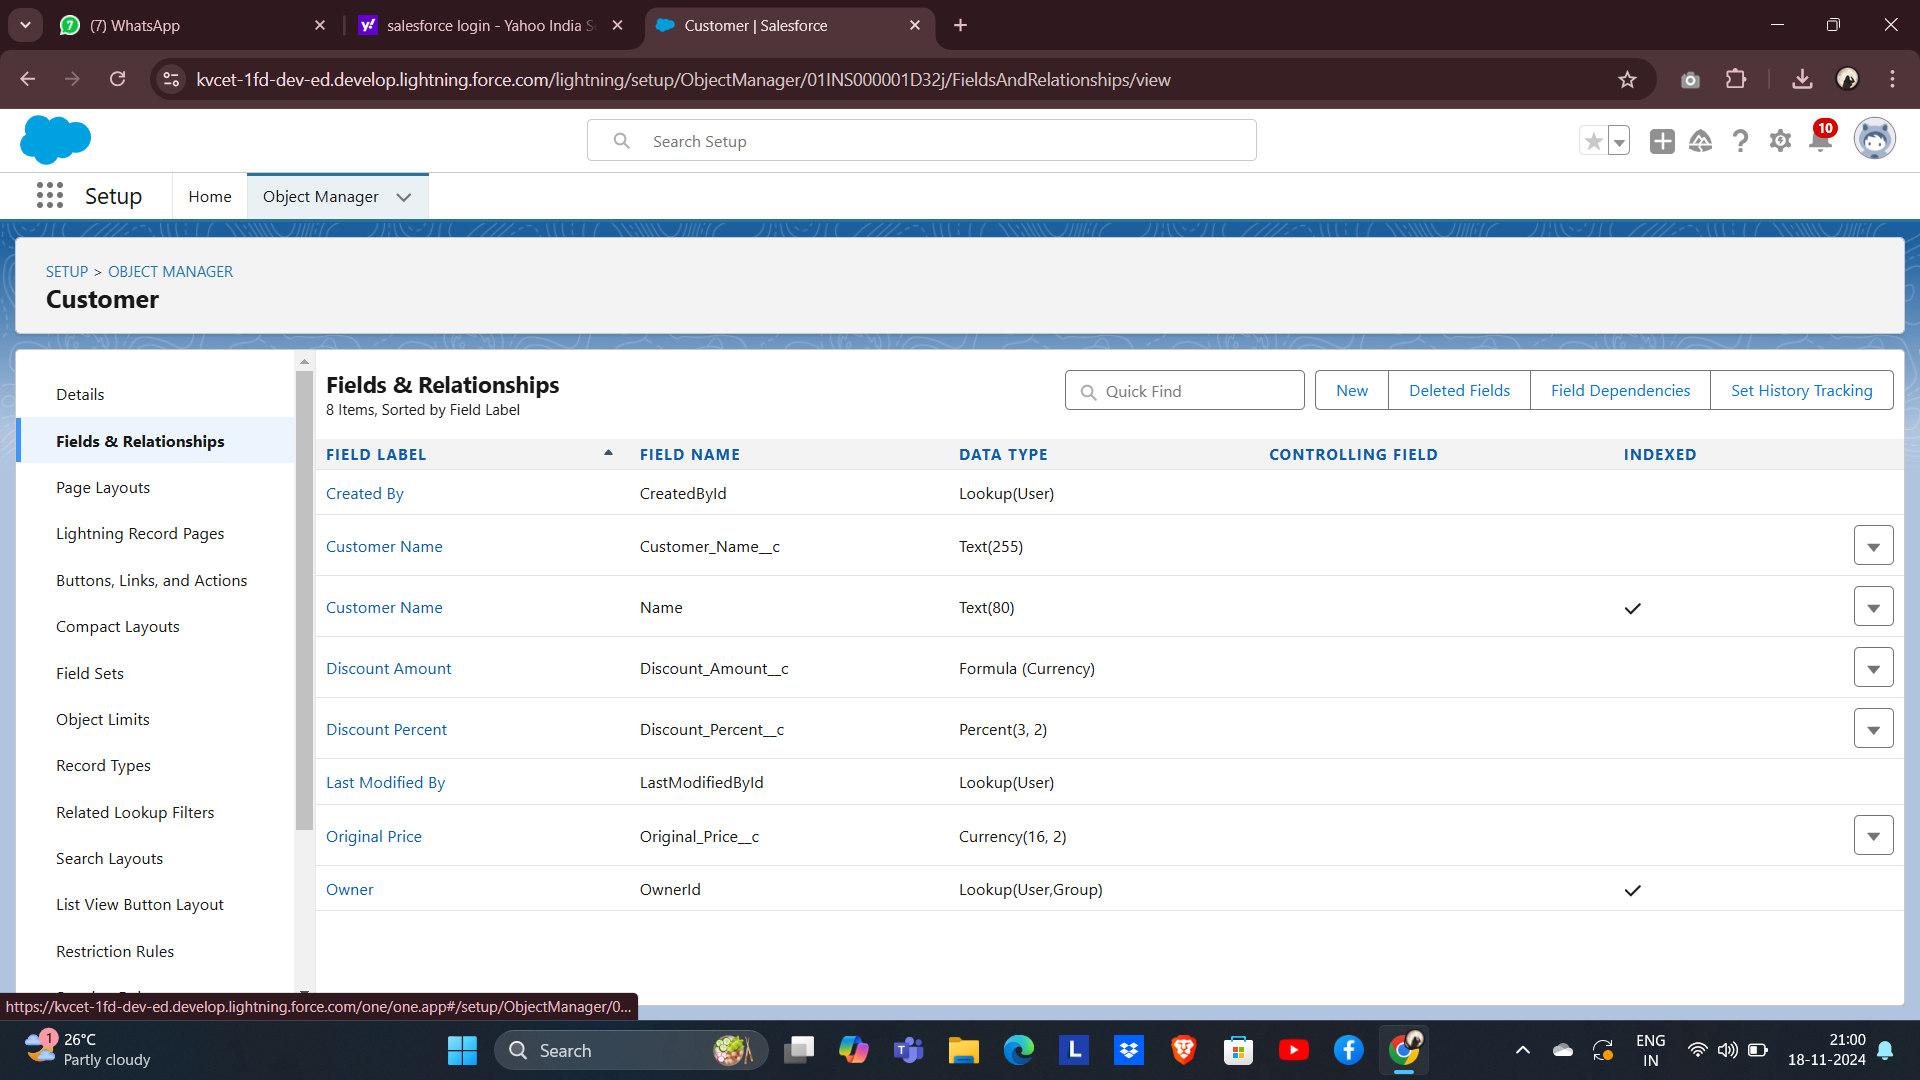 7
(7) WhatsApp
y!
salesforce login - Yahoo India S
Customer | Salesforce
kvcet-1fd-dev-ed.develop.lightning.force.com/lightning/setup/ObjectManager/01INS000001D32j/FieldsAndRelationships/view
Search Setup
10
Setup
Home
Object Manager
SETUP > OBJECT MANAGER
Customer
Details
Fields & Relationships
Page Layouts
Lightning Record Pages
Buttons, Links, and Actions
Compact Layouts
Field Sets
Object Limits
Record Types
Related Lookup Filters
Search Layouts
List View Button Layout
Restriction Rules
Fields & Relationships
8 Items, Sorted by Field Label
Quick Find
New
Deleted Fields
Field Dependencies
Set History Tracking
FIELD LABEL FIELD NAME DATA TYPE CONTROLLING FIELD INDEXED
Created By CreatedById Lookup(User)
Customer Name Customer_Name__c Text(255)
Customer Name Name Text(80)
Discount Amount Discount_Amount__c Formula (Currency)
Discount Percent Discount_Percent__c Percent(3, 2)
Last Modified By LastModifiedById Lookup(User)
Original Price Original_Price__c Currency(16, 2)
Owner OwnerId Lookup(User,Group)
https://kvcet-1fd-dev-ed.develop.lightning.force.com/one/one.app#/setup/ObjectManager/0...
1
26°C
Partly cloudy
Search
L
ENG
IN
21:00
18-11-2024